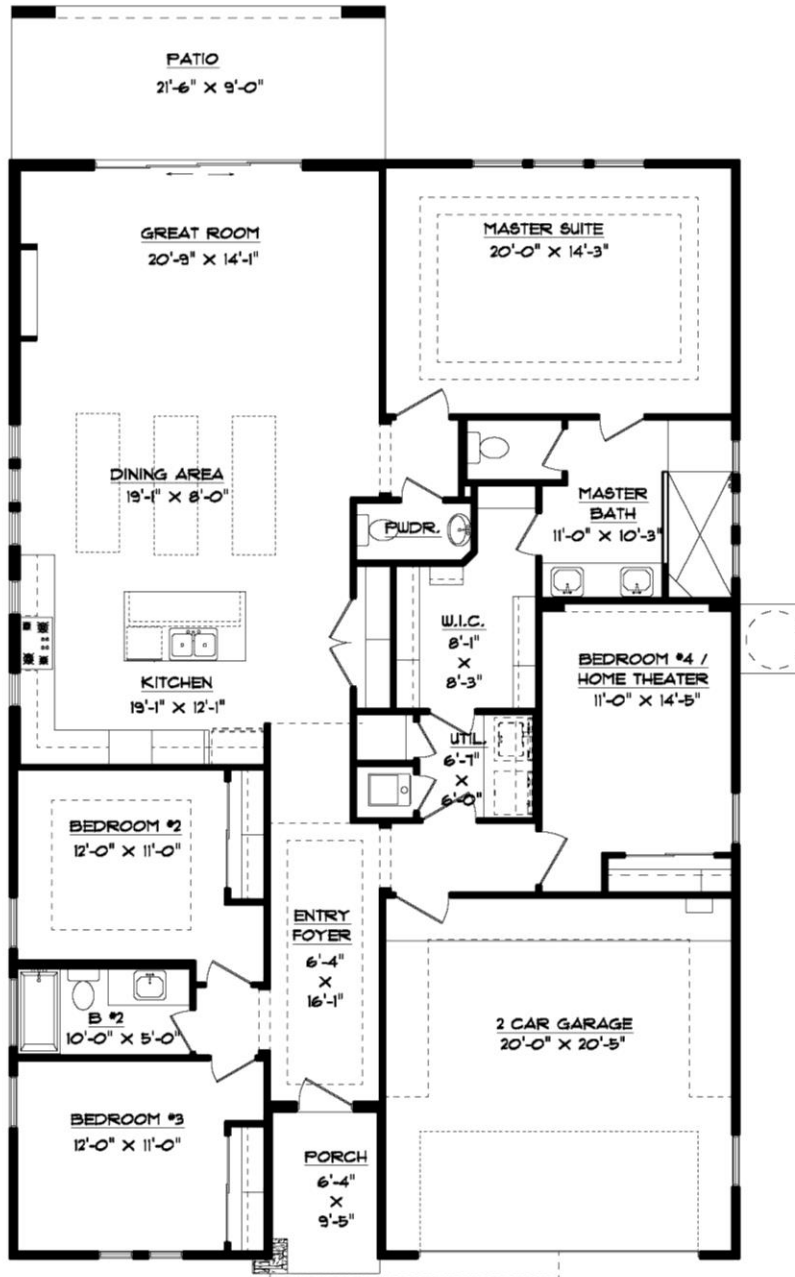 PATIO
21'-6" X 9'-0"
GREAT ROOM
20'-9" X 14'-1"
MASTER SUITE
20'-0" X 14'-3"
DINING AREA
19'-1" X 8'-0"
PWDR.
MASTER
BATH
11'-0" X 10'-3"
W.I.C.
8'-1"
X
8'-3"
KITCHEN
19'-1" X 12'-1"
BEDROOM #4 /
HOME THEATER
11'-0" X 14'-5"
UTIL.
6'-7"
X
6'-0"
BEDROOM #2
12'-0" X 11'-0"
ENTRY
FOYER
6'-4"
X
16'-1"
B #2
10'-0" X 5'-0"
2 CAR GARAGE
20'-0" X 20'-5"
BEDROOM #3
12'-0" X 11'-0"
PORCH
6'-4"
X
9'-5"